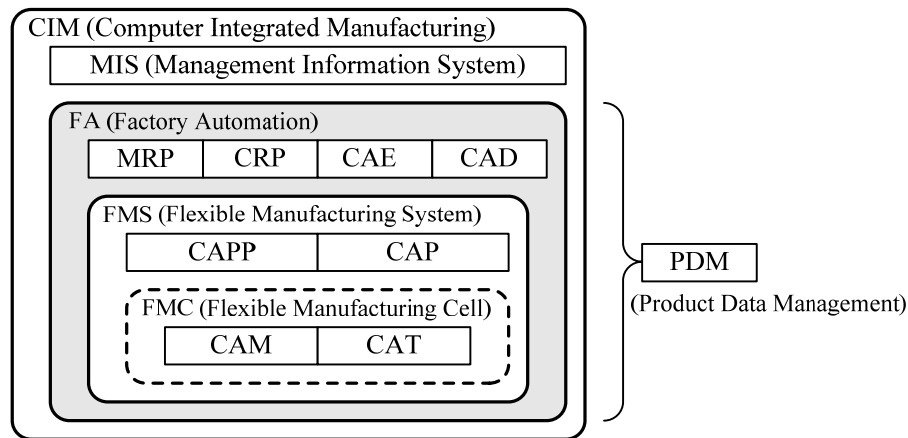 CIM (Computer Integrated Manufacturing)
MIS (Management Information System)
FA (Factory Automation)
MRP CRP CAE CAD
FMS (Flexible Manufacturing System)
CAPP CAP
FMC (Flexible Manufacturing Cell)
CAM CAT
PDM
(Product Data Management)